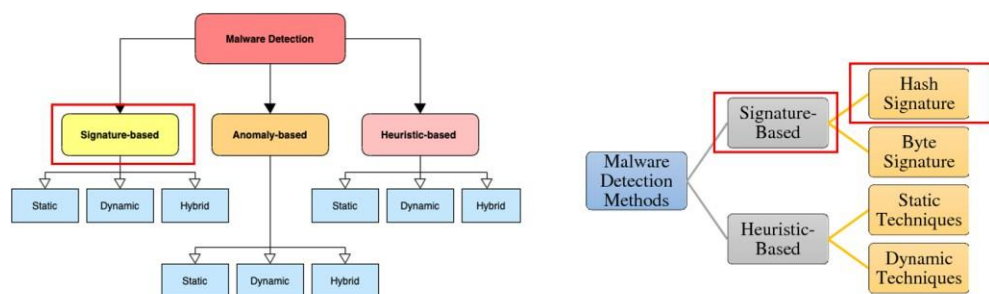 Malware Detection
Signature-based
Anomaly-based
Heuristic-based
Static
Dynamic
Hybrid
Static
Dynamic
Hybrid
Static
Dynamic
Hybrid
Malware
Detection
Methods
Signature-
Based
Heuristic-
Based
Hash
Signature
Byte
Signature
Static
Techniques
Dynamic
Techniques